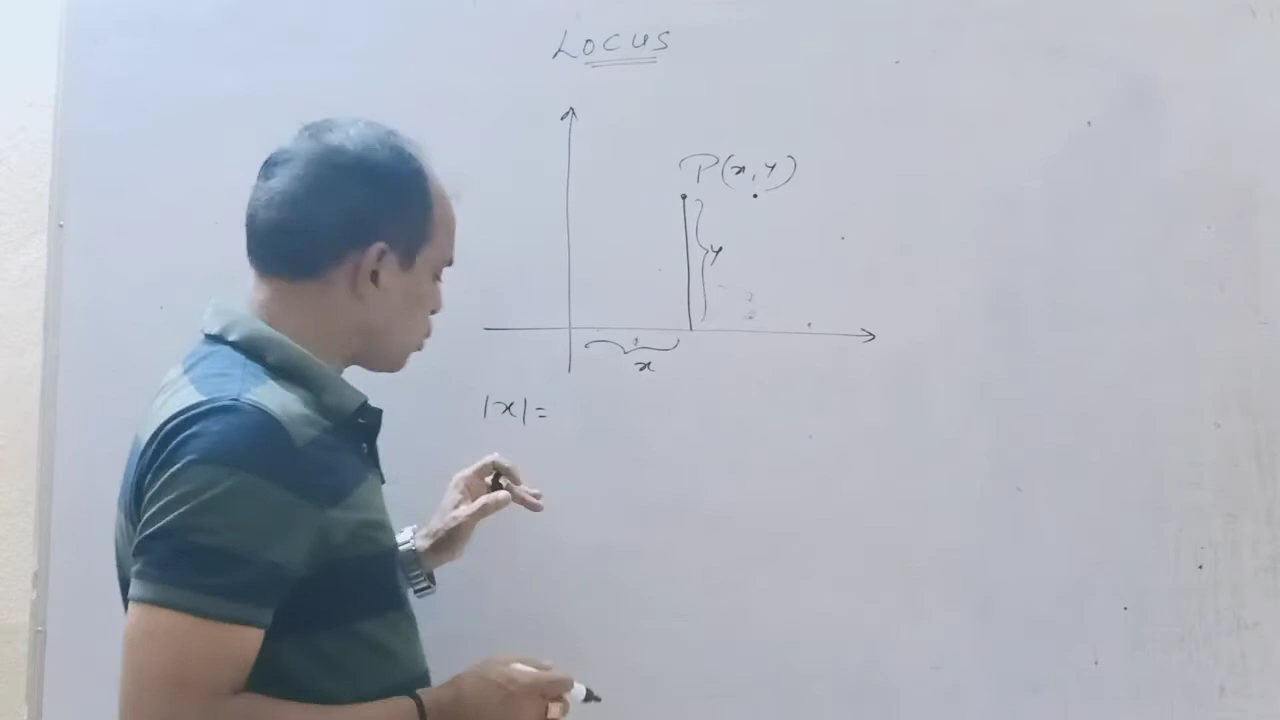 LOCUS
P(x, y)
y
x
|x| =